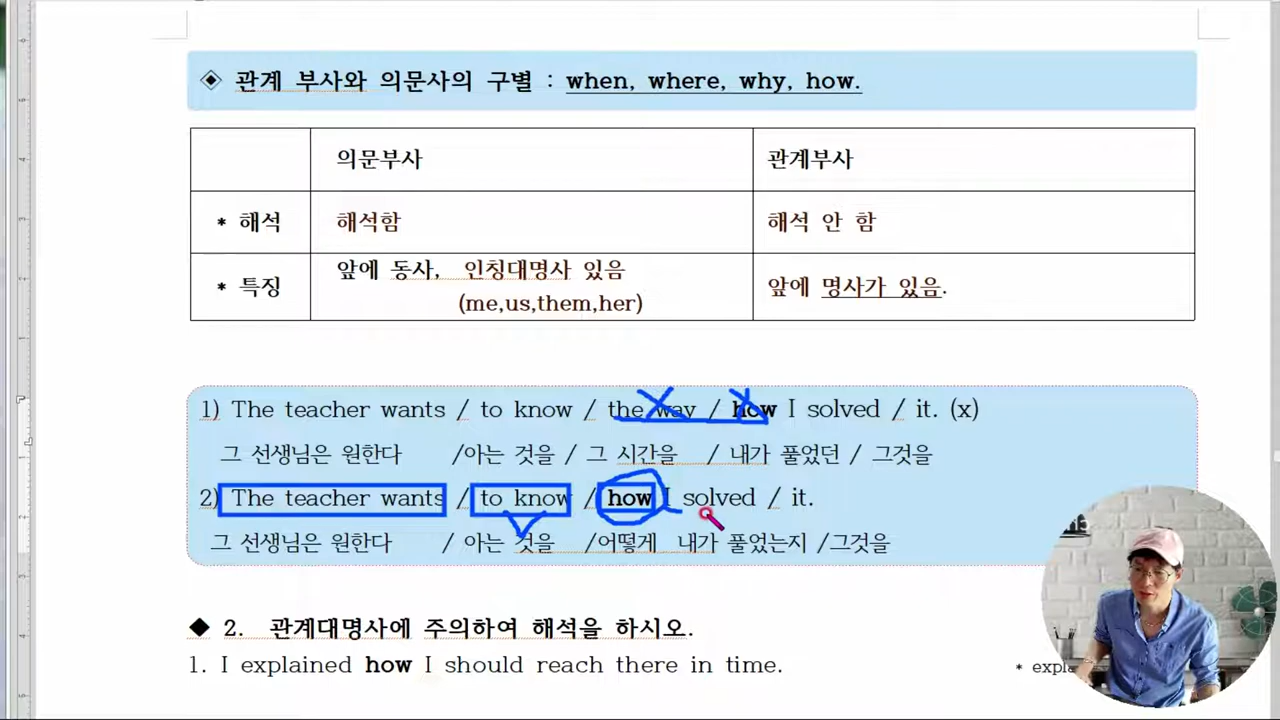 ◈ 관계 부사와 의문사의 구별 : when, where, why, how.
의문부사 관계부사
* 해석 해석함 해석 안 함
* 특징 앞에 동사, 인칭대명사 있음 앞에 명사가 있음.
(me,us,them,her)
1) The teacher wants / to know / the way / how I solved / it. (x)
그 선생님은 원한다 /아는 것을 / 그 시간을 / 내가 풀었던 / 그것을
2) The teacher wants / to know / how I solved / it.
그 선생님은 원한다 / 아는 것을 /어떻게 내가 풀었는지 /그것을
◆ 2. 관계대명사에 주의하여 해석을 하시오.
1. I explained how I should reach there in time. *